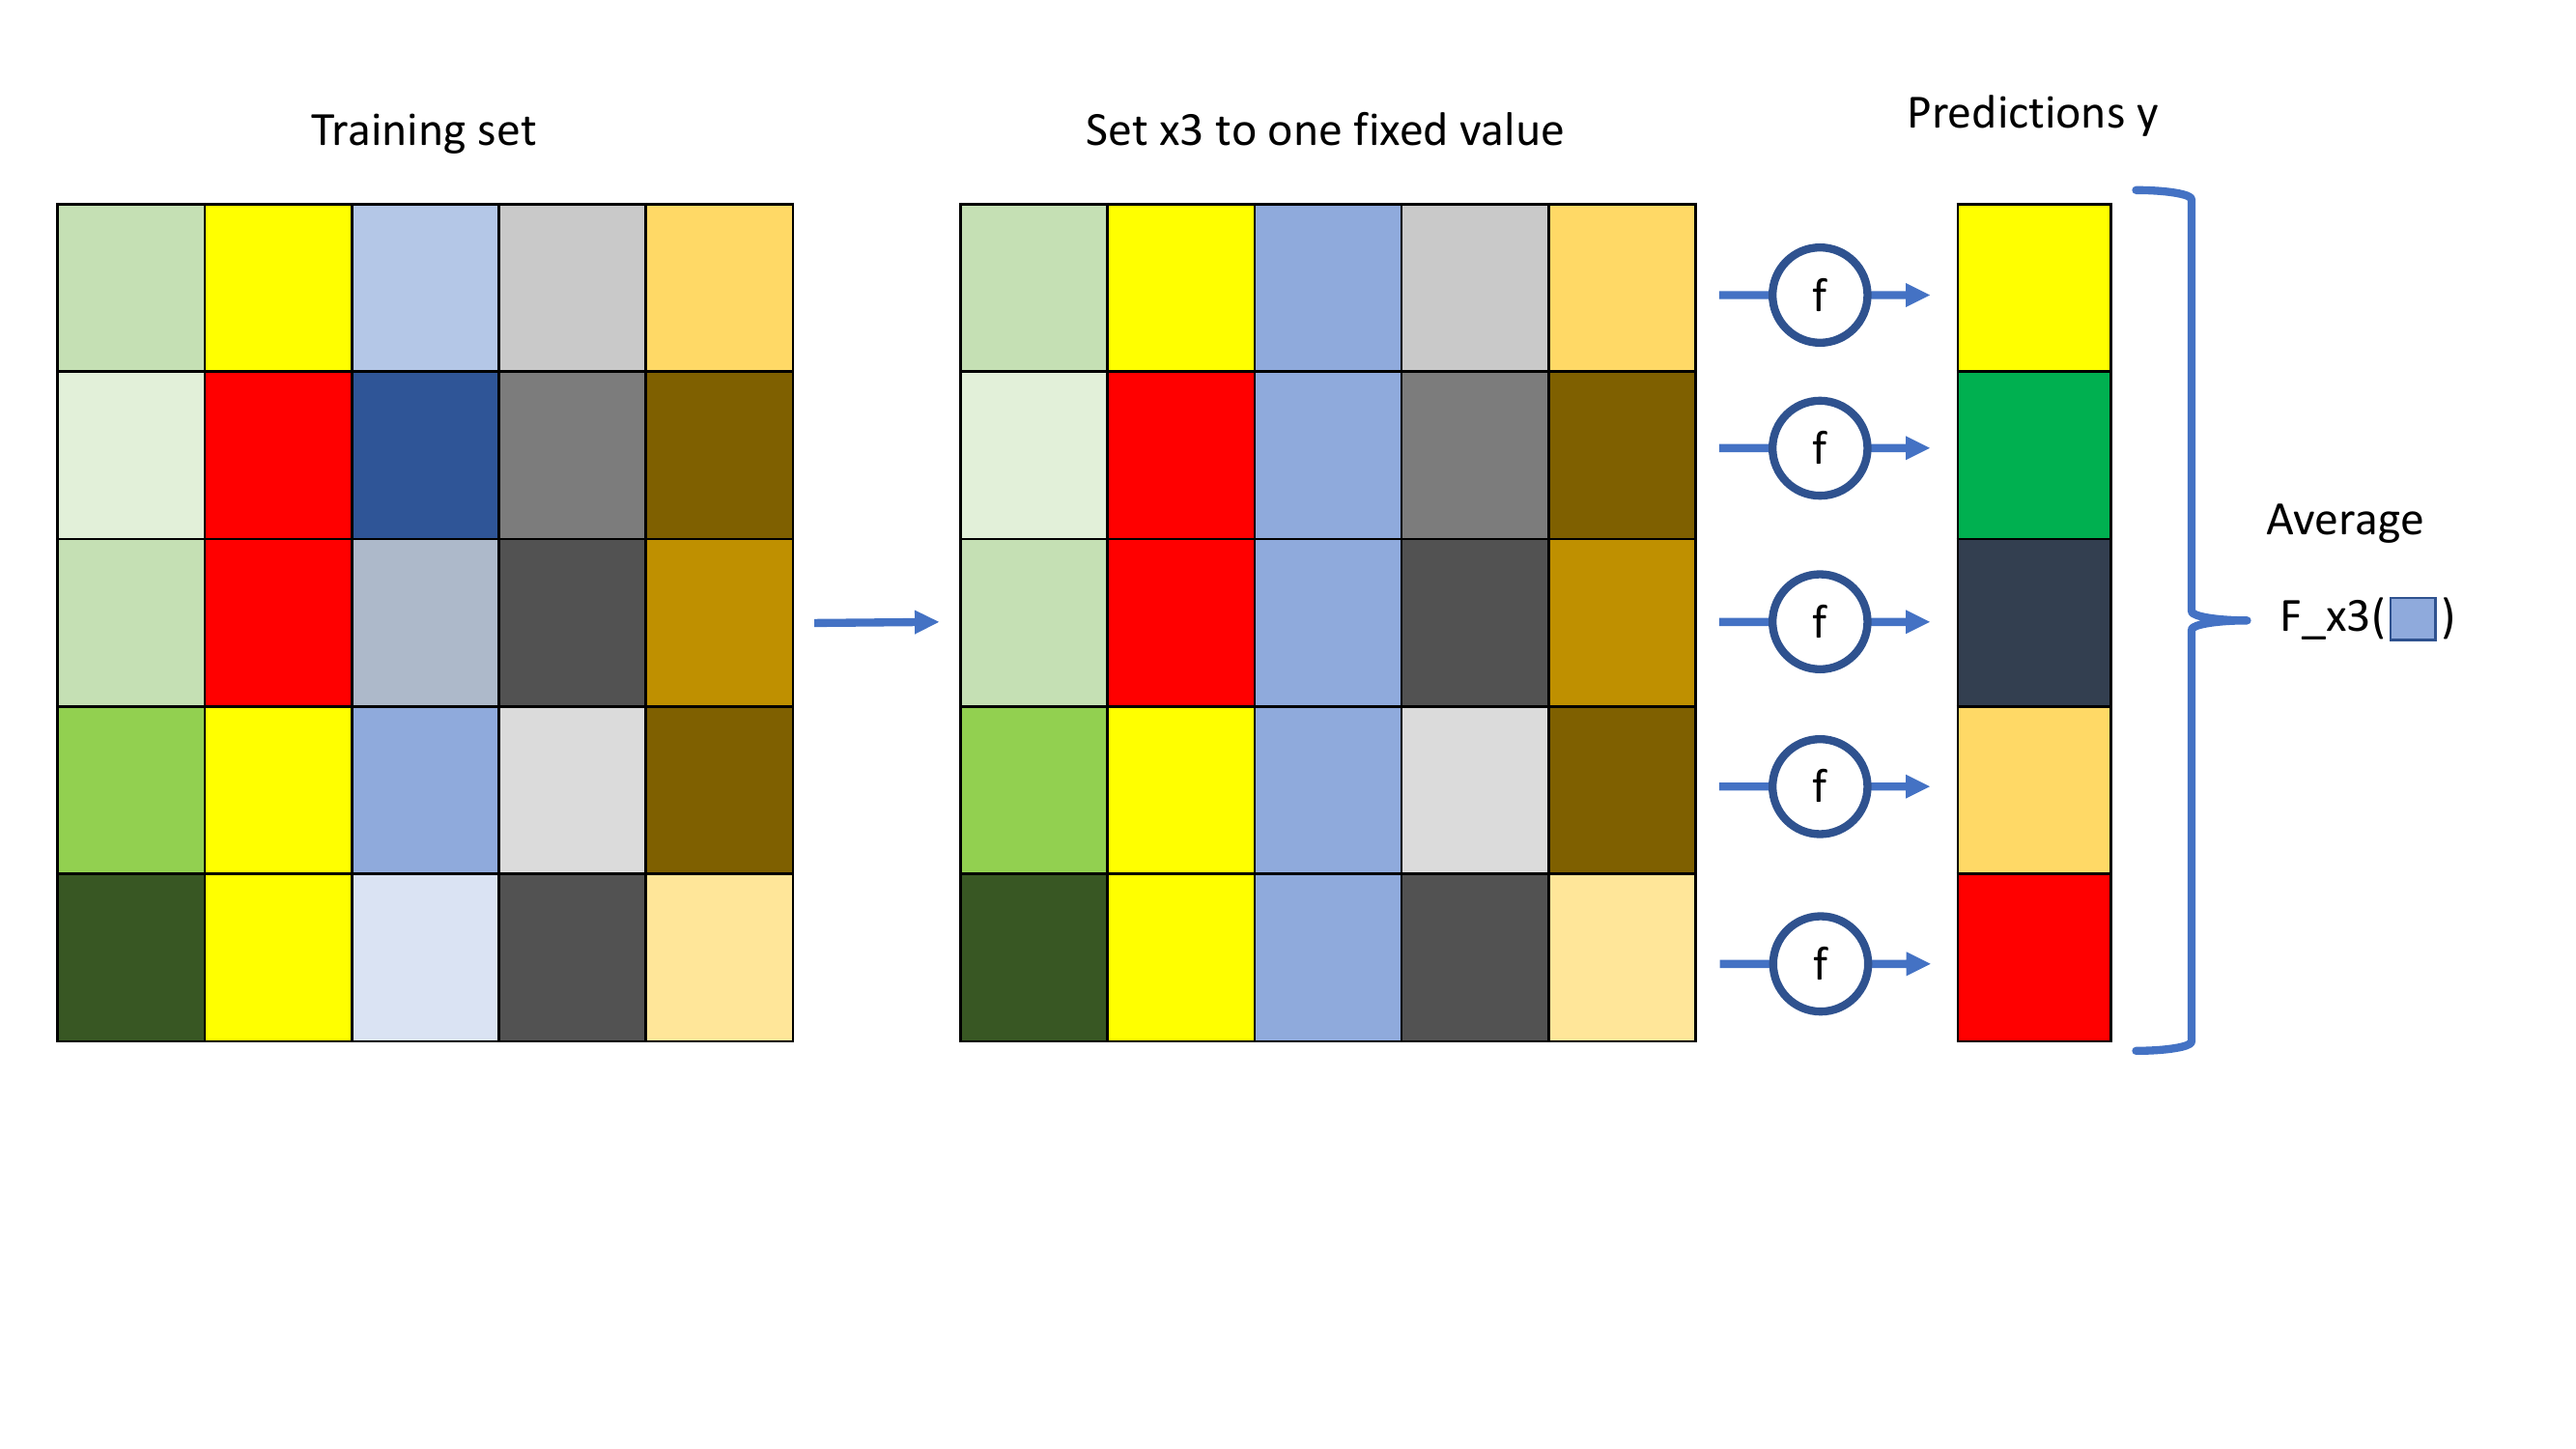 Training set
Set x3 to one fixed value
Predictions y
f
f
f
f
f
Average
F_x3( )